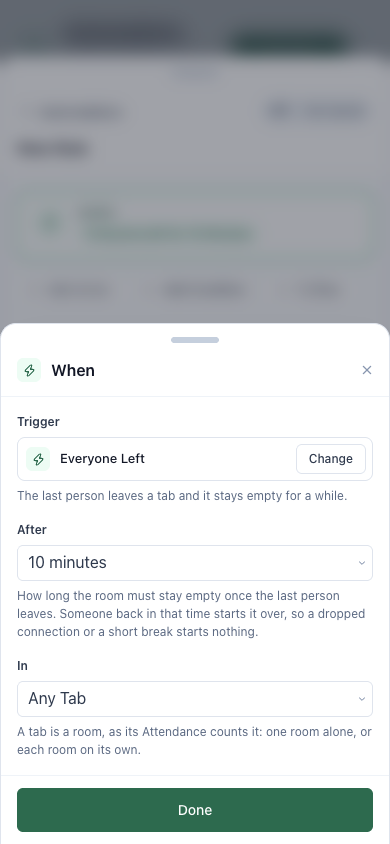 When
Trigger
Everyone Left
Change
The last person leaves a tab and it stays empty for a while.
After
10 minutes
How long the room must stay empty once the last person
leaves. Someone back in that time starts it over, so a dropped
connection or a short break starts nothing.
In
Any Tab
A tab is a room, as its Attendance counts it: one room alone, or
each room on its own.
Done